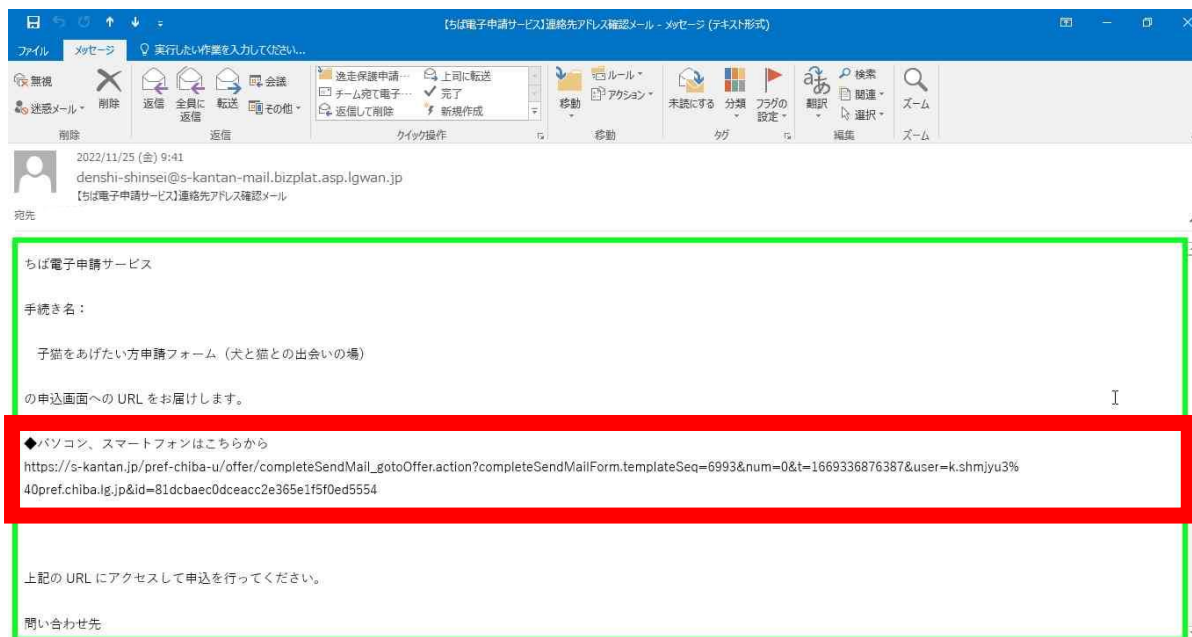 【ちば電子申請サービス】連絡先アドレス確認メール - メッセージ (テキスト形式)
ファイル メッセージ 実行したい作業を入力してください...
無視
迷惑メール
削除
返信
全員に返信
転送
会議
その他
逃走保護申請…
チーム宛て電子…
返信して削除
上司に転送
完了
新規作成
移動
ルール
アクション
未読にする
分類
フラグの設定
翻訳
検索
関連
選択
ズーム
削除 返信 クイック操作 移動 タグ 編集 ズーム
2022/11/25 (金) 9:41
denshi-shinsei@s-kantan-mail.bizplat.asp.lgwan.jp
【ちば電子申請サービス】連絡先アドレス確認メール
宛先
ちば電子申請サービス
手続き名：
子猫をあげたい方申請フォーム（犬と猫との出会いの場）
の申込画面への URL をお届けします。
◆パソコン、スマートフォンはこちらから
https://s-kantan.jp/pref-chiba-u/offer/completeSendMail_gotoOffer.action?completeSendMailForm.templateSeq=6993&num=0&t=1669336876387&user=k.shmjyu3%
40pref.chiba.lg.jp&id=81dcbaec0dceacc2e365e1f5f0ed5554
上記の URL にアクセスして申込を行ってください。
問い合わせ先